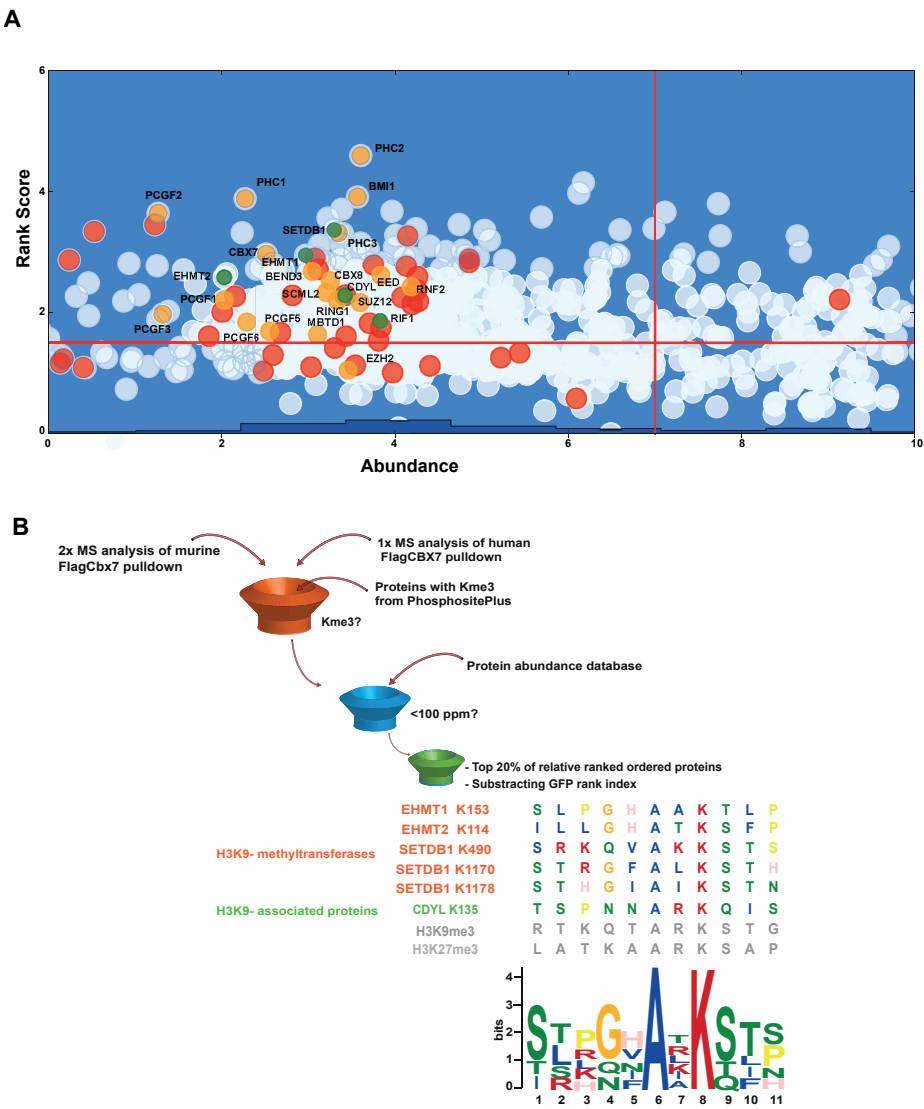 A
6
4
2
0
Rank Score
PHC2
PHC1
BMI1
PCGF2
SETDB1
PHC3
CBX7
EHMT1
EHMT2
BEND3
CBX8
EED
CDYL
RNF2
SCML2
SUZ12
PCGF1
RING1
RIF1
PCGF3
PCGF5
MBTD1
PCGF6
EZH2
0 2 4 6 8 10
Abundance
B
2x MS analysis of murine
FlagCbx7 pulldown
1x MS analysis of human
FlagCBX7 pulldown
Proteins with Kme3
from PhospositePlus
Kme3?
Protein abundance database
<100 ppm?
- Top 20% of relative ranked ordered proteins
- Substracting GFP rank index
EHMT1 K153 S L P G H A A K T L P
EHMT2 K114 I L L G H A T K S F P
H3K9- methyltransferases
SETDB1 K490 S R K Q V A K K S T S
SETDB1 K1170 S T R G F A L K S T H
SETDB1 K1178 S T H G I A I K S T N
H3K9- associated proteins
CDYL K135 T S P N N A R K Q I S
H3K9me3 R T K Q T A R K S T G
H3K27me3 L A T K A A R K S A P
bits
4
3
2
1
0
S T I
T L S R
P R L K H
G Q N
H V N I F
A
T R L K I A
K
S T Q
T L I F
S P N H
1 2 3 4 5 6 7 8 9 10 11